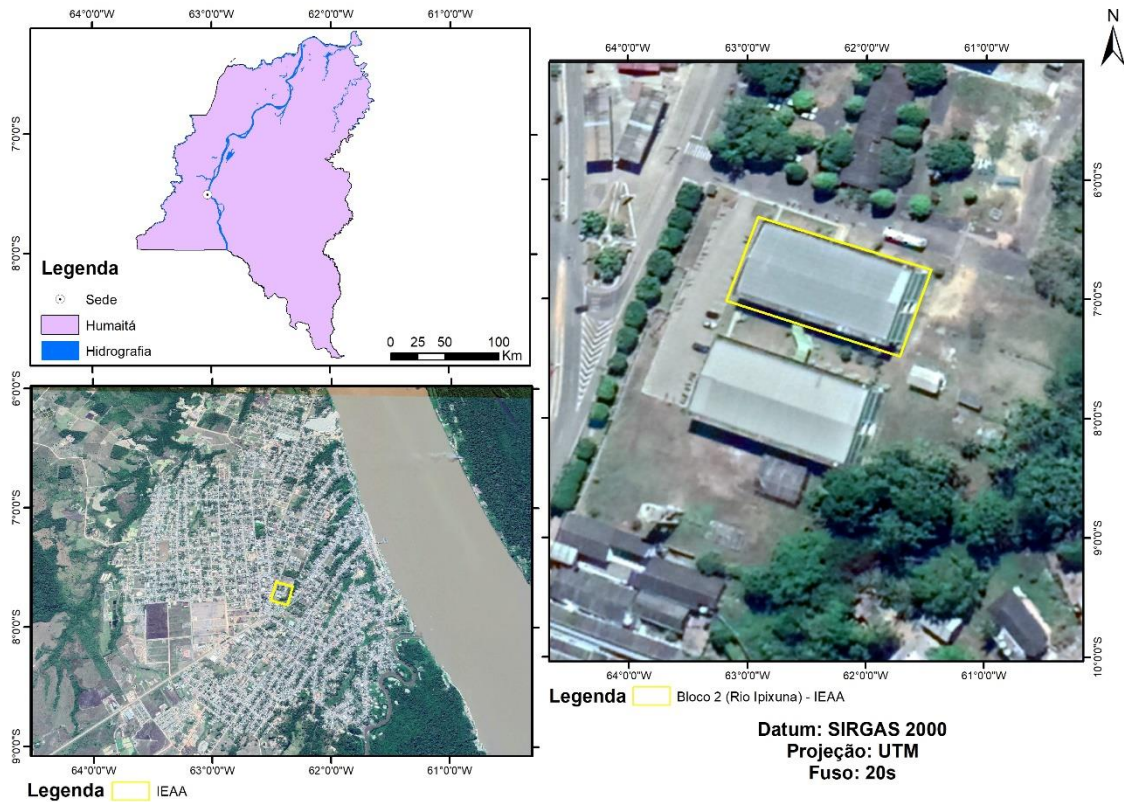 64°0'0"W 63°0'0"W 62°0'0"W 61°0'0"W
7°0'0"S
8°0'0"S
Legenda
Sede
Humaitá
Hidrografia
0 25 50 100
Km
N
64°0'0"W 63°0'0"W 62°0'0"W 61°0'0"W
6°0'0"S
7°0'0"S
8°0'0"S
9°0'0"S
10°0'0"S
64°0'0"W 63°0'0"W 62°0'0"W 61°0'0"W
Legenda Bloco 2 (Rio Ipixuna) - IEAA
6°0'0"S
7°0'0"S
8°0'0"S
9°0'0"S
64°0'0"W 63°0'0"W 62°0'0"W 61°0'0"W
Legenda IEAA
Datum: SIRGAS 2000
Projeção: UTM
Fuso: 20s